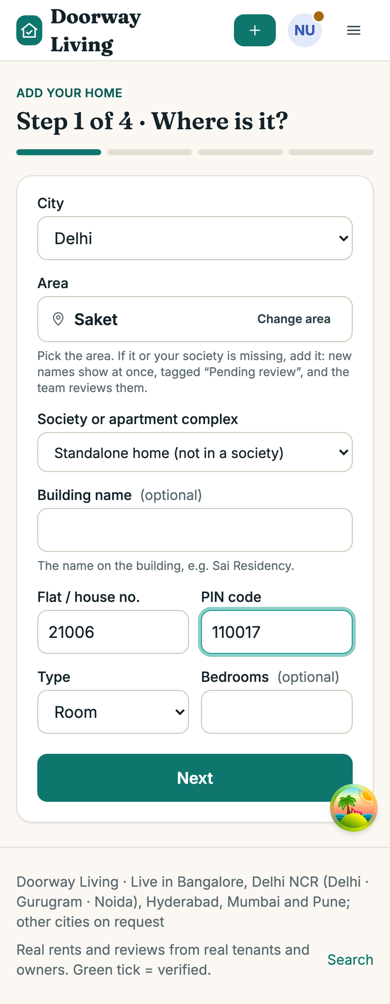 Doorway
Living
+
NU
ADD YOUR HOME
Step 1 of 4 · Where is it?
City
Delhi
Area
Saket
Change area
Pick the area. If it or your society is missing, add it: new
names show at once, tagged “Pending review”, and the
team reviews them.
Society or apartment complex
Standalone home (not in a society)
Building name (optional)
The name on the building, e.g. Sai Residency.
Flat / house no. PIN code
21006 110017
Type Bedrooms (optional)
Room
Next
Doorway Living · Live in Bangalore, Delhi NCR (Delhi ·
Gurugram · Noida), Hyderabad, Mumbai and Pune;
other cities on request
Real rents and reviews from real tenants and
owners. Green tick = verified.
Search